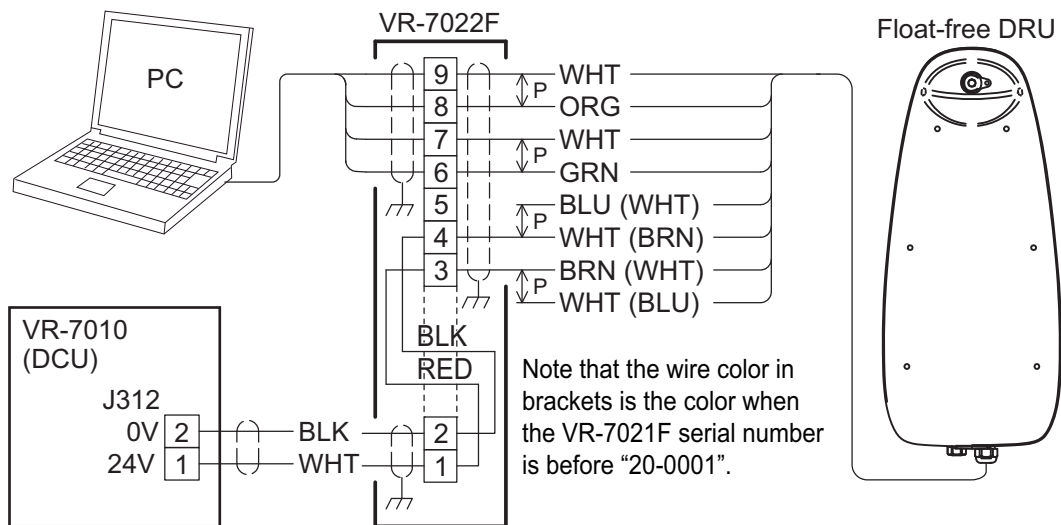 VR-7022F
Float-free DRU
PC
9 WHT
P
8 ORG
7 WHT
P
6 GRN
5 BLU (WHT)
P
4 WHT (BRN)
3 BRN (WHT)
P
WHT (BLU)
BLK
RED
VR-7010
(DCU)
J312
0V 2 BLK 2
24V 1 WHT 1
Note that the wire color in
brackets is the color when
the VR-7021F serial number
is before “20-0001”.